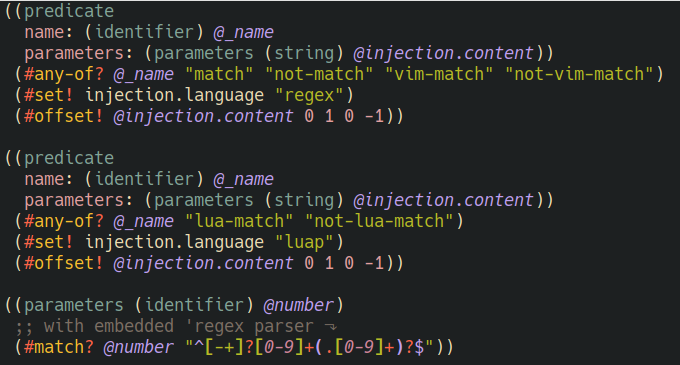 ((predicate
  name: (identifier) @_name
  parameters: (parameters (string) @injection.content))
 (#any-of? @_name "match" "not-match" "vim-match" "not-vim-match")
 (#set! injection.language "regex")
 (#offset! @injection.content 0 1 0 -1))

((predicate
  name: (identifier) @_name
  parameters: (parameters (string) @injection.content))
 (#any-of? @_name "lua-match" "not-lua-match")
 (#set! injection.language "luap")
 (#offset! @injection.content 0 1 0 -1))

((parameters (identifier) @number)
 ;; with embedded 'regex parser ⤵
 (#match? @number "^[-+]?[0-9]+(.[0-9]+)?$"))